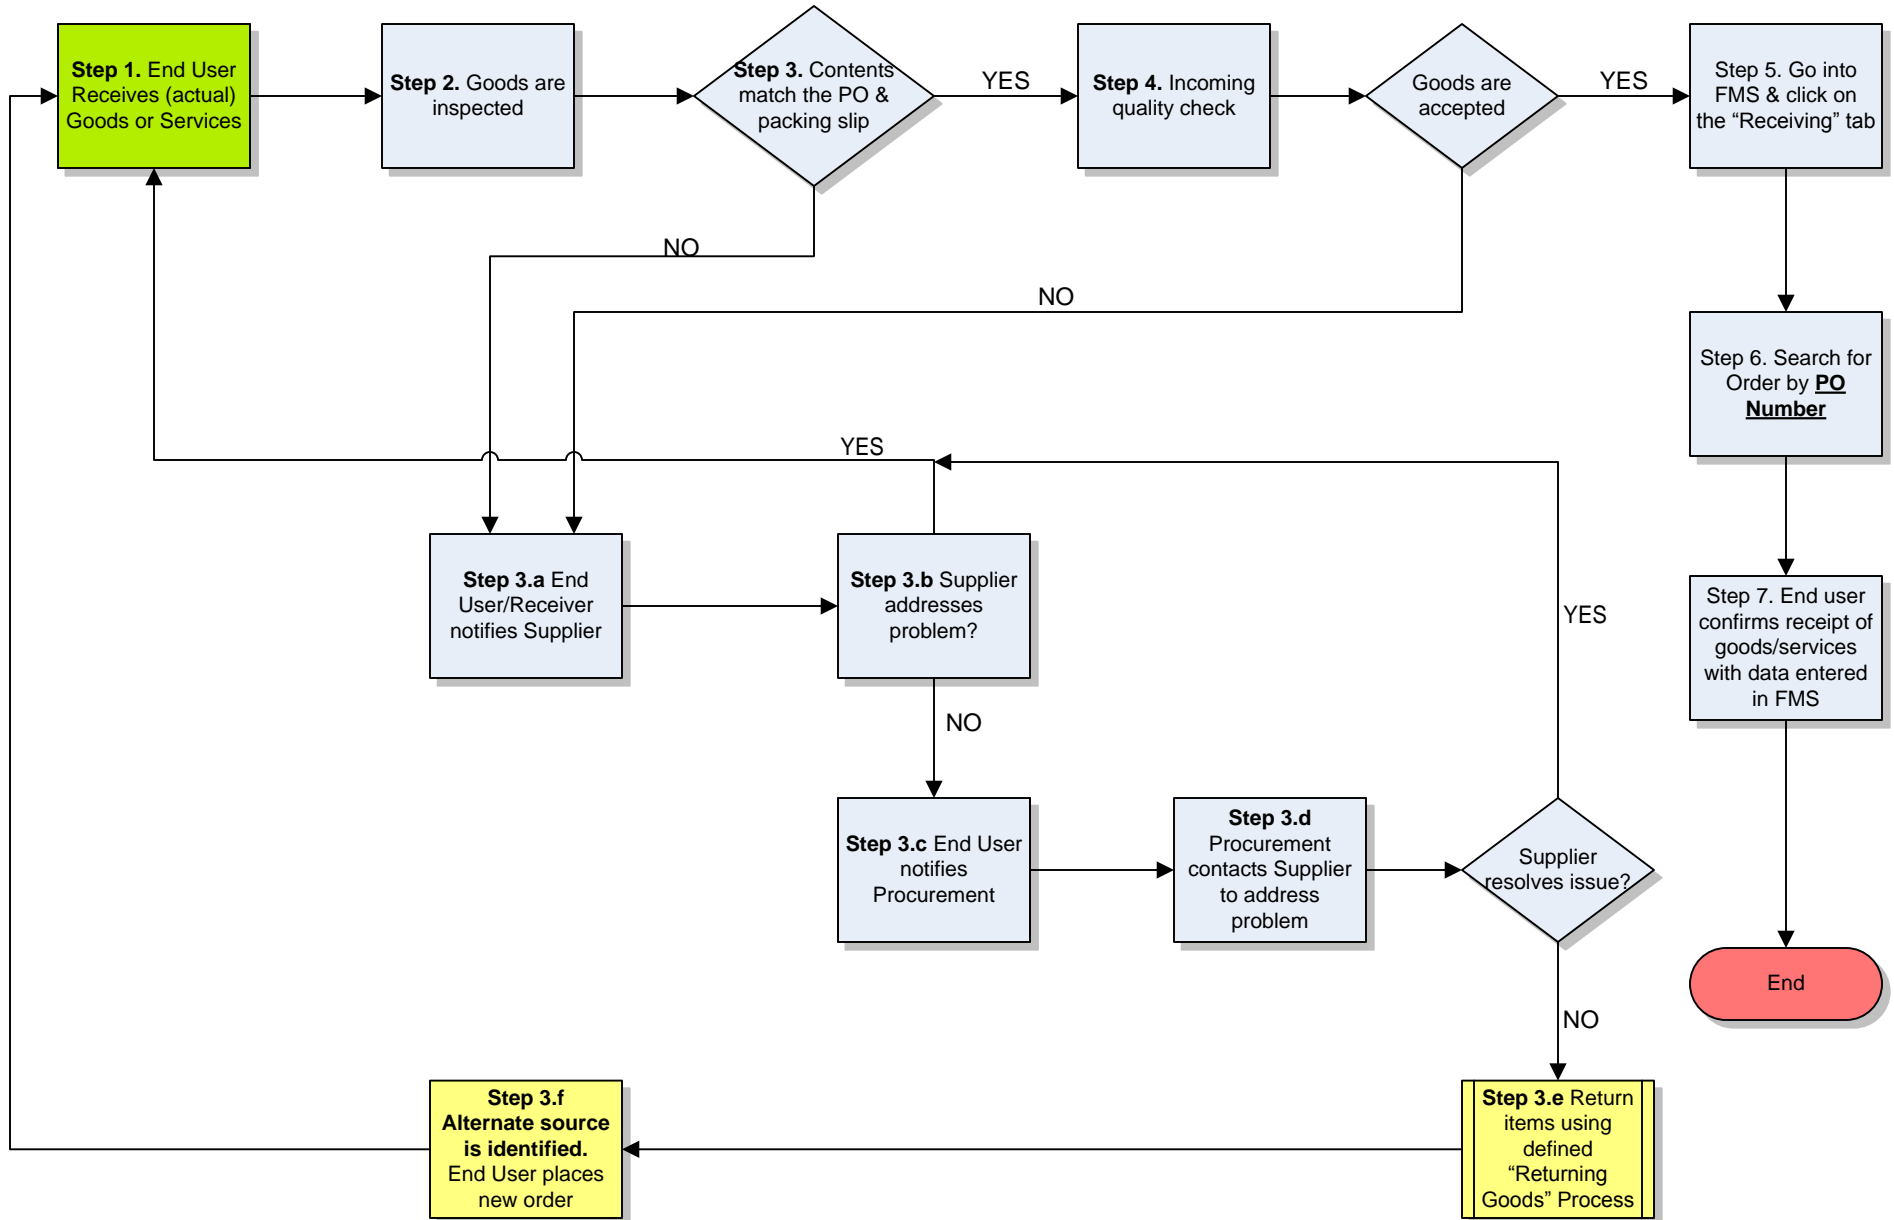 Step 1. End User
Receives (actual)
Goods or Services
Step 2. Goods are
inspected
Step 3. Contents
match the PO &
packing slip
YES
Step 4. Incoming
quality check
Goods are
accepted
YES
Step 5. Go into
FMS & click on
the “Receiving” tab
NO
NO
Step 6. Search for
Order by PO
Number
YES
Step 3.a End
User/Receiver
notifies Supplier
Step 3.b Supplier
addresses
problem?
YES
Step 7. End user
confirms receipt of
goods/services
with data entered
in FMS
NO
Step 3.c End User
notifies
Procurement
Step 3.d
Procurement
contacts Supplier
to address
problem
Supplier
resolves issue?
End
NO
Step 3.f
Alternate source
is identified.
End User places
new order
Step 3.e Return
items using
defined
“Returning
Goods” Process